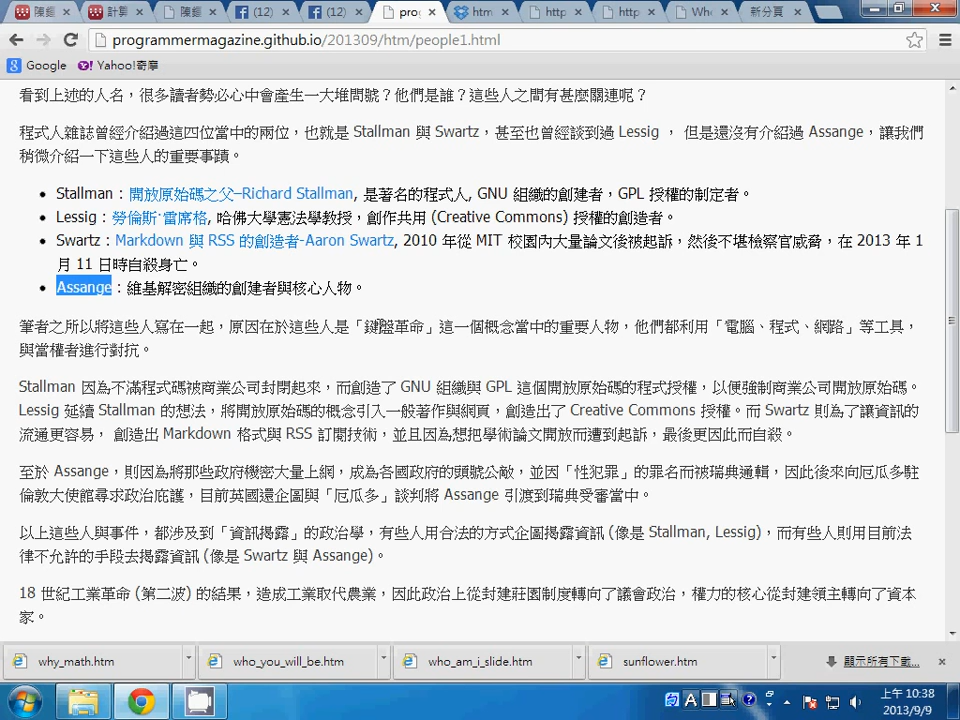 陳鍾
計算
陳鍾
(12)
(12)
prog
htm
http
http
Who
新分頁
programmermagazine.github.io/201309/htm/people1.html
Google Yahoo!奇摩
看到上述的人名，很多讀者勢必心中會產生一大堆問號？他們是誰？這些人之間有甚麼關連呢？
程式人雜誌曾經介紹過這四位當中的兩位，也就是 Stallman 與 Swartz，甚至也曾經談到過 Lessig ， 但是還沒有介紹過 Assange，讓我們
稍微介紹一下這些人的重要事蹟。
Stallman：開放原始碼之父–Richard Stallman, 是著名的程式人, GNU 組織的創建者，GPL 授權的制定者。
Lessig：勞倫斯·雷席格, 哈佛大學憲法學教授，創作共用 (Creative Commons) 授權的創造者。
Swartz：Markdown 與 RSS 的創造者-Aaron Swartz, 2010 年從 MIT 校園內大量論文後被起訴，然後不堪檢察官威脅，在 2013 年 1
月 11 日時自殺身亡。
Assange：維基解密組織的創建者與核心人物。
筆者之所以將這些人寫在一起，原因在於這些人是「鍵盤革命」這一個概念當中的重要人物，他們都利用「電腦、程式、網路」等工具，
與當權者進行對抗。
Stallman 因為不滿程式碼被商業公司封閉起來，而創造了 GNU 組織與 GPL 這個開放原始碼的程式授權，以便強制商業公司開放原始碼。
Lessig 延續 Stallman 的想法，將開放原始碼的概念引入一般著作與網頁，創造出了 Creative Commons 授權。而 Swartz 則為了讓資訊的
流通更容易， 創造出 Markdown 格式與 RSS 訂閱技術，並且因為想把學術論文開放而遭到起訴，最後更因此而自殺。
至於 Assange，則因為將那些政府機密大量上網，成為各國政府的頭號公敵，並因「性犯罪」的罪名而被瑞典通輯，因此後來向厄瓜多駐
倫敦大使館尋求政治庇護，目前英國還企圖與「厄瓜多」談判將 Assange 引渡到瑞典受審當中。
以上這些人與事件，都涉及到「資訊揭露」的政治學，有些人用合法的方式企圖揭露資訊 (像是 Stallman, Lessig)，而有些人則用目前法
律不允許的手段去揭露資訊 (像是 Swartz 與 Assange)。
18 世紀工業革命 (第二波) 的結果，造成工業取代農業，因此政治上從封建莊園制度轉向了議會政治，權力的核心從封建領主轉向了資本
家。
why_math.htm
who_you_will_be.htm
who_am_i_slide.htm
sunflower.htm
顯示所有下載...
上午 10:38
2013/9/9